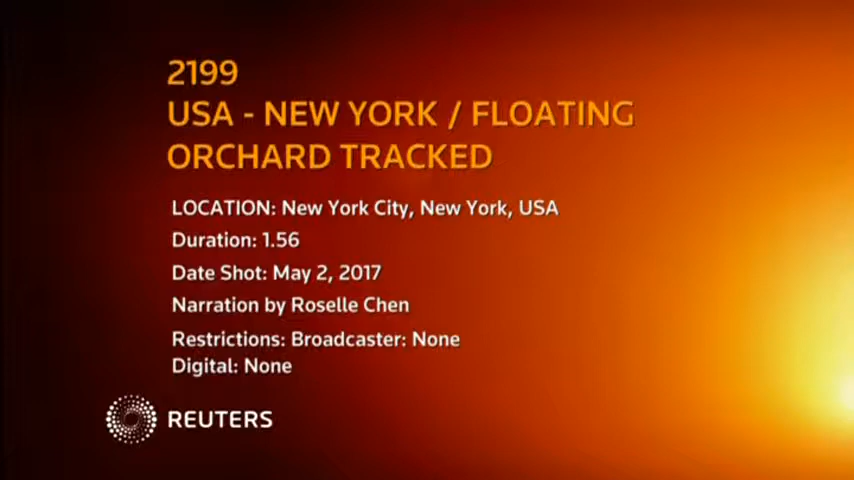 2199
USA - NEW YORK / FLOATING
ORCHARD TRACKED
LOCATION: New York City, New York, USA
Duration: 1.56
Date Shot: May 2, 2017
Narration by Roselle Chen
Restrictions: Broadcaster: None
Digital: None
REUTERS